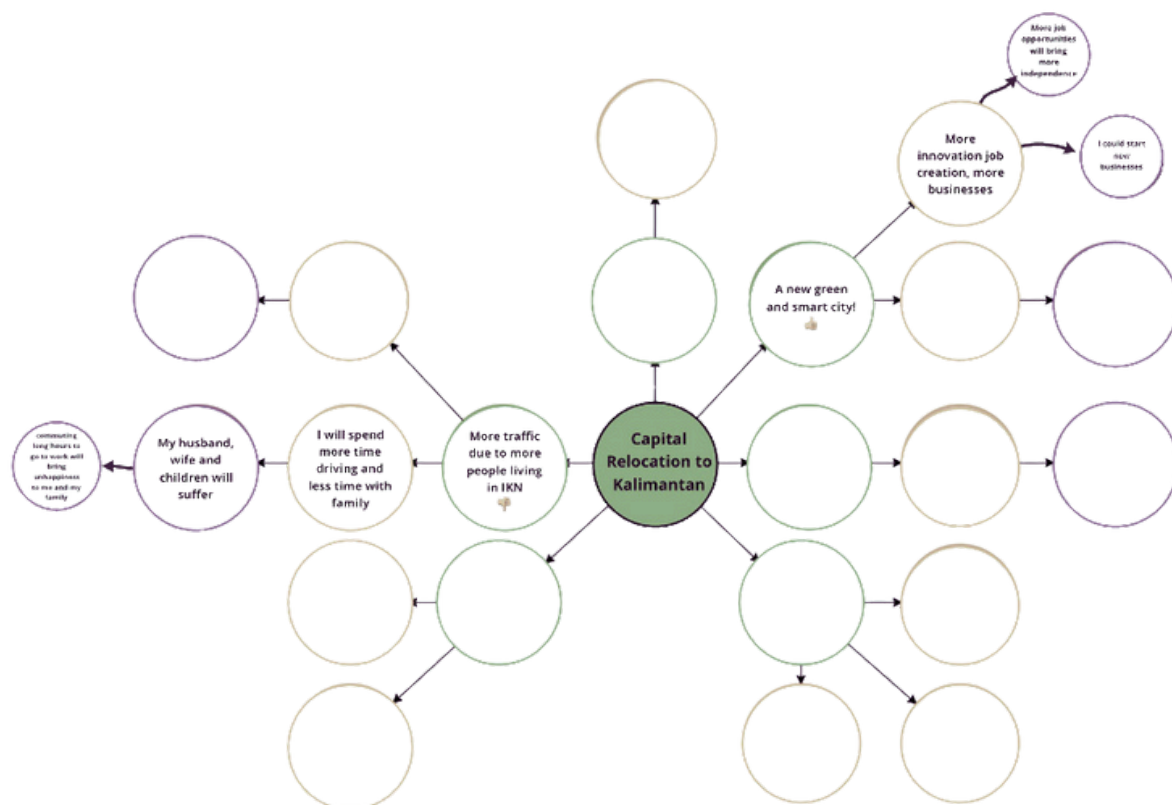 More job
opportunities
will bring
more
independence
More
innovation job
creation, more
businesses
I could start
new
businesses
A new green
and smart city!
Capital
Relocation to
Kalimantan
More traffic
due to more
people living
in IKN
I will spend
more time
driving and
less time with
family
My husband,
wife and
children will
suffer
commuting
long hours to
go to work will
bring
unhappiness
to me and my
family